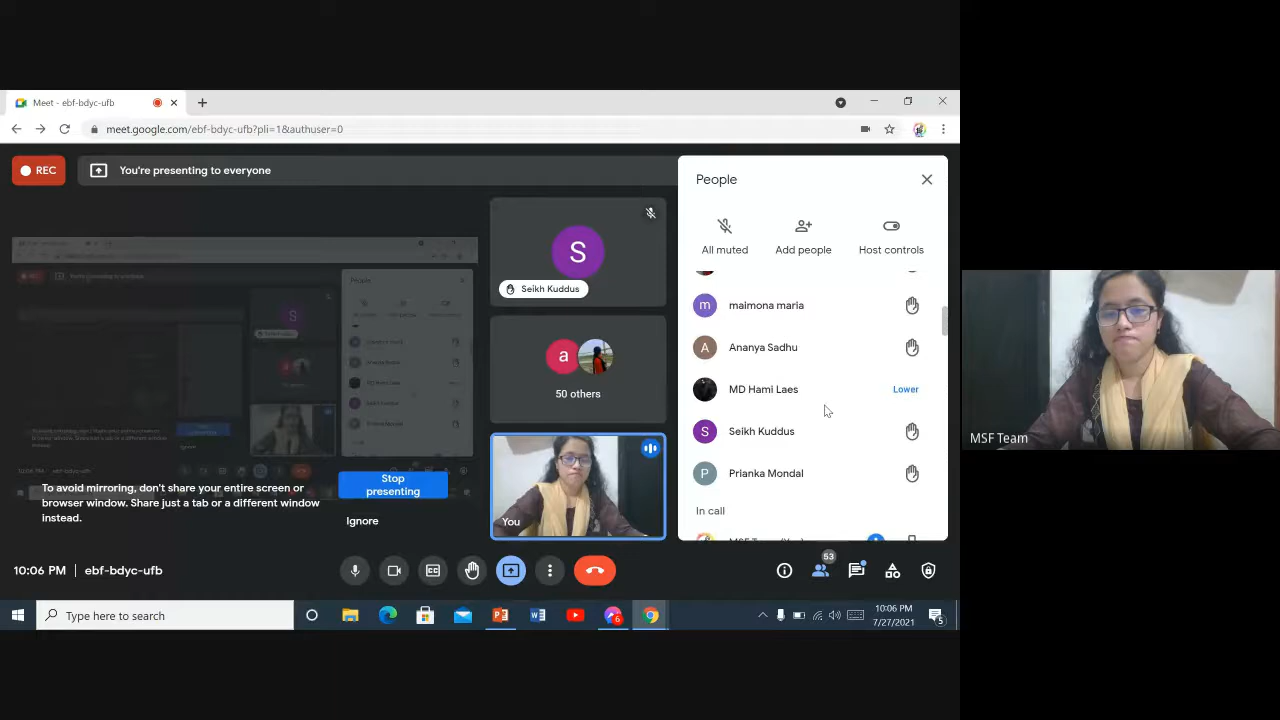 Meet - ebf-bdyc-ufb
meet.google.com/ebf-bdyc-ufb?pli=1&authuser=0
REC
You're presenting to everyone
S
Seikh Kuddus
a
50 others
You
To avoid mirroring, don't share your entire screen or
browser window. Share just a tab or a different window
instead.
Stop
presenting
Ignore
People
All muted
Add people
Host controls
m
maimona maria
A
Ananya Sadhu
MD Hami Laes
Lower
S
Seikh Kuddus
P
Prianka Mondal
In call
10:06 PM | ebf-bdyc-ufb
53
Type here to search
6
10:06 PM
7/27/2021
5
MSF Team